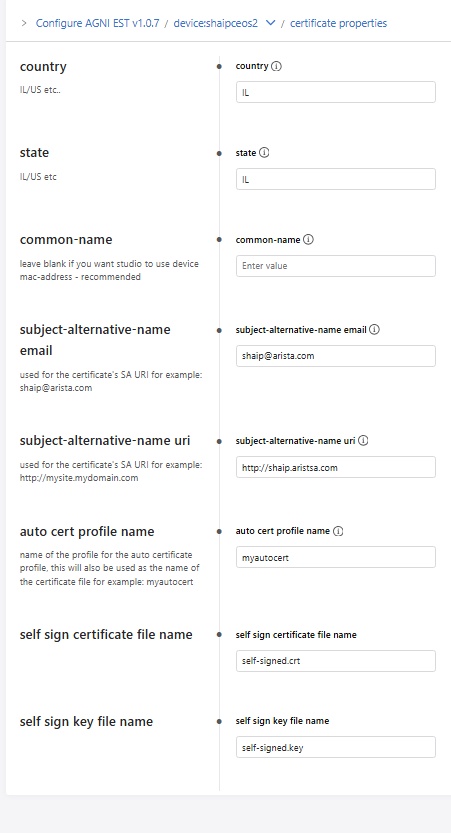 > Configure AGNI EST v1.0.7 / device:shaipceos2 / certificate properties
country
IL/US etc..
country
IL
state
IL/US etc
state
IL
common-name
leave blank if you want studio to use device
mac-address - recommended
common-name
Enter value
subject-alternative-name
email
used for the certificate's SA URI for example:
shaip@arista.com
subject-alternative-name email
shaip@arista.com
subject-alternative-name uri
used for the certificate's SA URI for example:
http://mysite.mydomain.com
subject-alternative-name uri
http://shaip.aristsa.com
auto cert profile name
name of the profile for the auto certificate
profile, this will also be used as the name of
the certificate file for example: myautocert
auto cert profile name
myautocert
self sign certificate file name
self sign certificate file name
self-signed.crt
self sign key file name
self sign key file name
self-signed.key